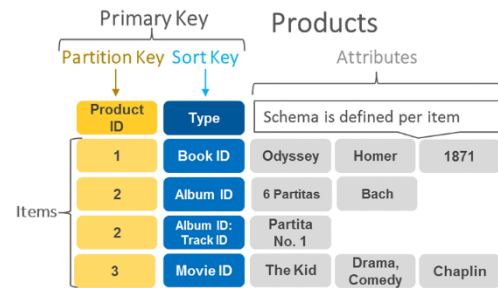 Primary Key
Products
Partition Key
Sort Key
Attributes
Product
ID
Type
Schema is defined per item
Items
1
Book ID
Odyssey
Homer
1871
2
Album ID
6 Partitas
Bach
2
Album ID:
Track ID
Partita
No. 1
3
Movie ID
The Kid
Drama,
Comedy
Chaplin